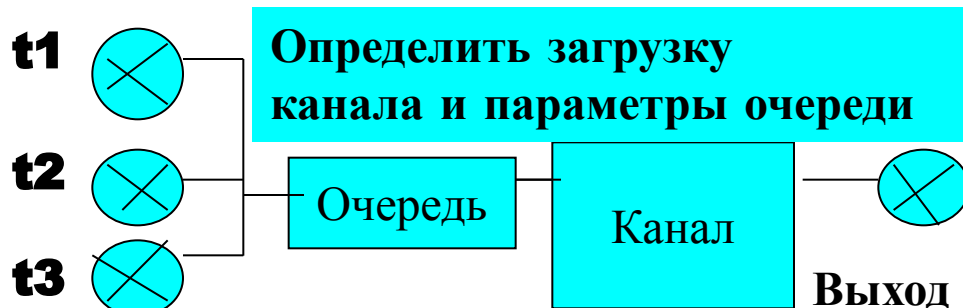 t1
Определить загрузку
канала и параметры очереди
t2
Очередь
Канал
t3
Выход